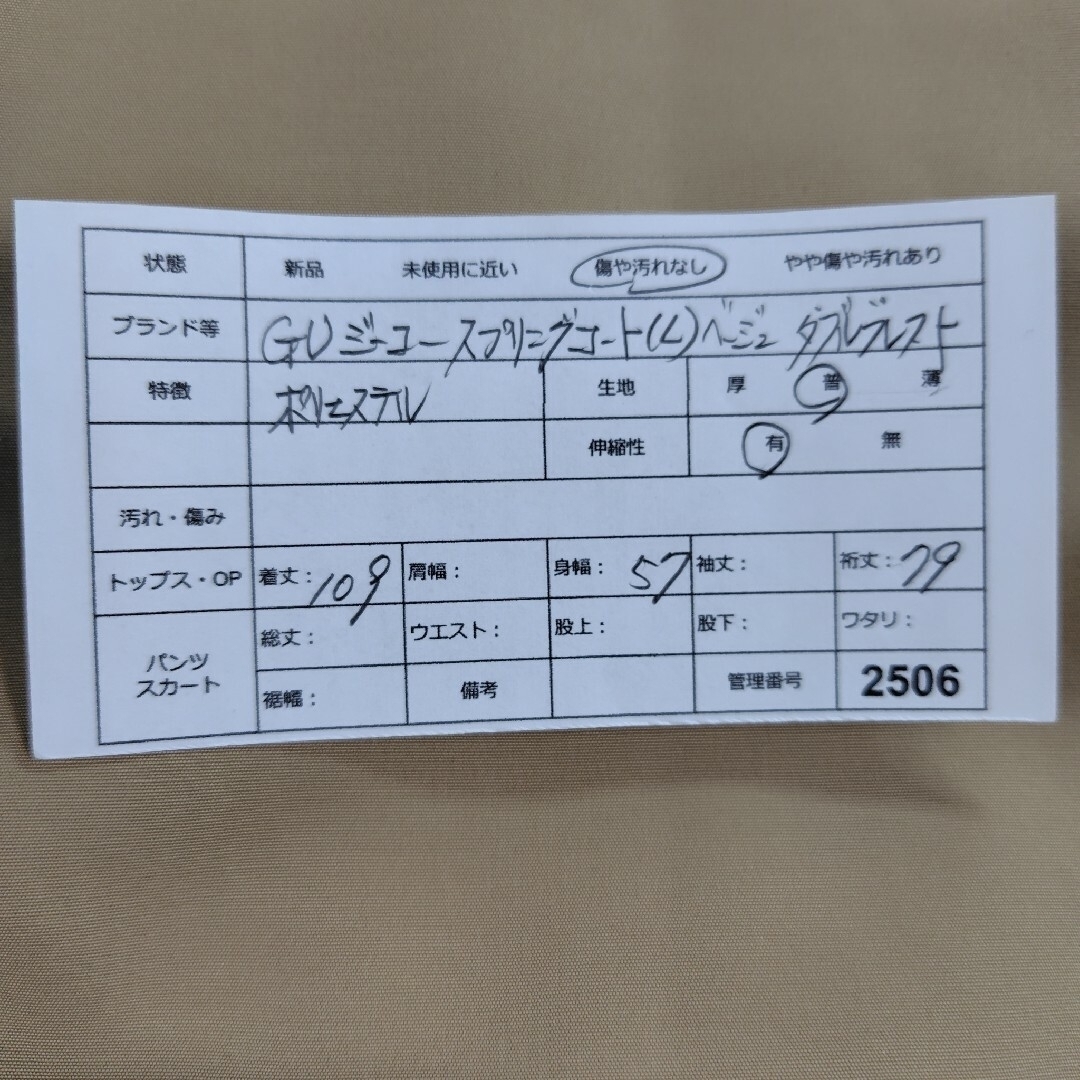 状態 新品 未使用に近い 傷や汚れなし やや傷や汚れあり
ブランド等 GU ジーユー スプリングコート(L) ベージュ ダブルブレスト
特徴 ポリエステル 生地 厚 普 薄
伸縮性 有 無
汚れ・傷み
トップス・OP 着丈: 109 肩幅: 身幅: 57 袖丈: 裄丈: 79
パンツ スカート 総丈: ウエスト: 股上: 股下: ワタリ:
裾幅: 備考 管理番号 2506